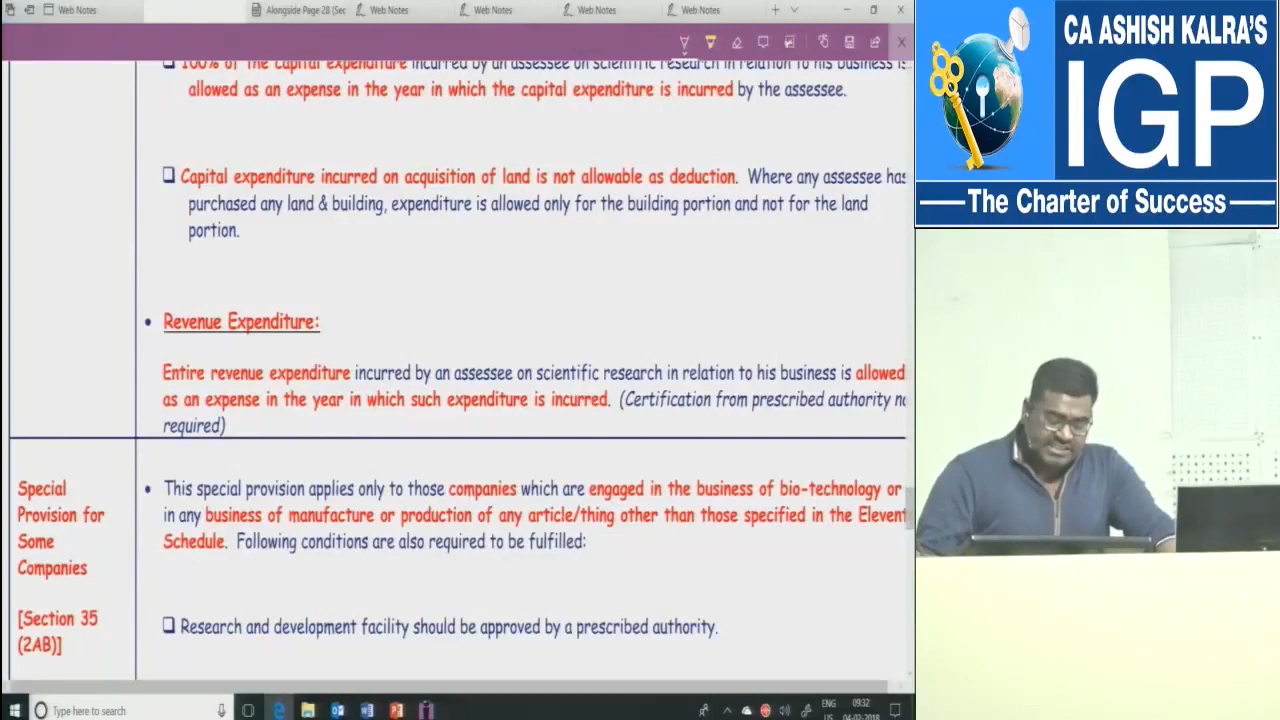 Web Notes
Alongside Page 28 (Sec
Web Notes
Web Notes
Web Notes
Web Notes
100% of the capital expenditure incurred by an assessee on scientific research in relation to his business is
allowed as an expense in the year in which the capital expenditure is incurred by the assessee.
Capital expenditure incurred on acquisition of land is not allowable as deduction. Where any assessee has
purchased any land & building, expenditure is allowed only for the building portion and not for the land
portion.
• Revenue Expenditure:
Entire revenue expenditure incurred by an assessee on scientific research in relation to his business is allowed
as an expense in the year in which such expenditure is incurred. (Certification from prescribed authority no
required)
Special
Provision for
Some
Companies
[Section 35
(2AB)]
• This special provision applies only to those companies which are engaged in the business of bio-technology or
in any business of manufacture or production of any article/thing other than those specified in the Elevent
Schedule. Following conditions are also required to be fulfilled:
Research and development facility should be approved by a prescribed authority.
Type here to search
ENG
US
09:32
04-02-2018
CA ASHISH KALRA'S
IGP
The Charter of Success